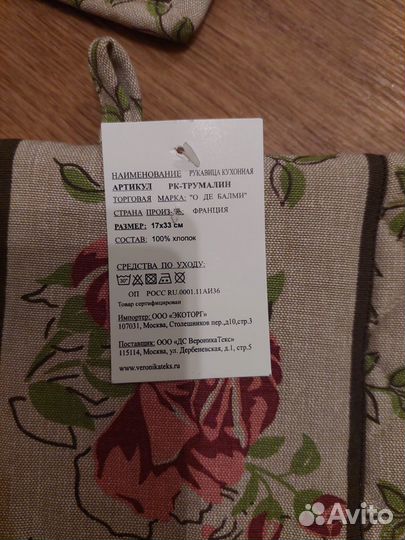 НАИМЕНОВАНИЕ РУКАВИЦА КУХОННАЯ
АРТИКУЛ РК-ТРУМАЛИН
ТОРГОВАЯ МАРКА: "О ДЕ БАЛМИ"
СТРАНА ПРОИЗ-ВА: ФРАНЦИЯ
РАЗМЕР: 17х33 см
СОСТАВ: 100% хлопок
СРЕДСТВА ПО УХОДУ:
30°
ОП РОСС RU.0001.11АИ36
Товар сертифицирован
Импортер: ООО "ЭКОТОРГ"
107031, Москва, Столешников пер.,д10,стр.3
Поставщик: ООО «ДС ВероникаТекс»
115114, Москва, ул. Дербеневская, д.1, стр.5
www.veronikateks.ru
Avito